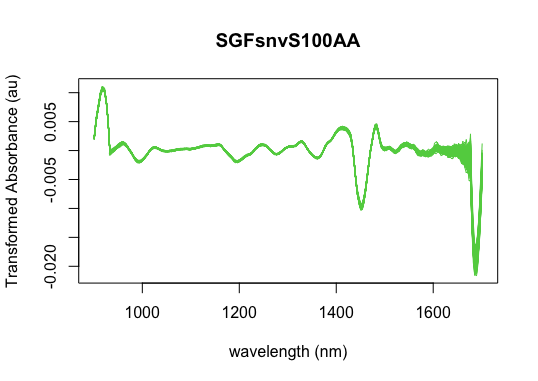 SGFsnvS100AA
Transformed Absorbance (au)
0.005
-0.005
-0.020
1000 1200 1400 1600
wavelength (nm)